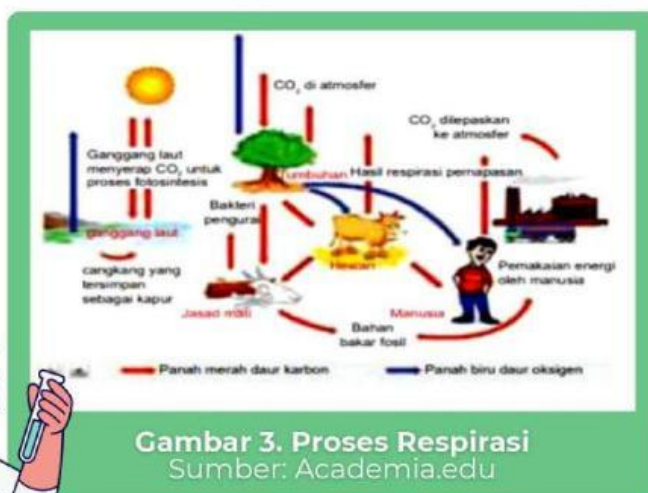 CO₂ di atmosfer
CO₂ dilepaskan
ke atmosfer
Ganggang laut
menyerap CO₂ untuk
proses fotosintesis
Tumbuhan
Hasil respirasi pernapasan
Bakteri
pengurai
ganggang laut
cangkang yang
tersimpan
sebagai kapur
Hewan
Pemakaian energi
oleh manusia
Jasad mati
Manusia
Bahan
bakar fosil
Panah merah daur karbon
Panah biru daur oksigen
Gambar 3. Proses Respirasi
Sumber: Academia.edu